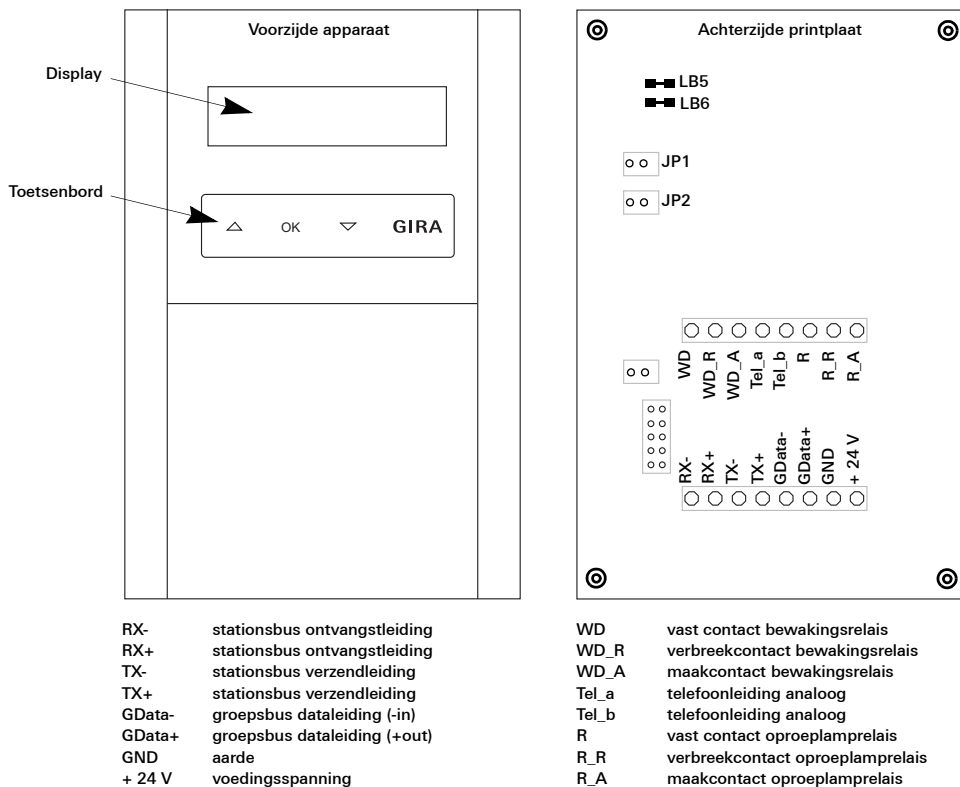 Voorzijde apparaat
Display
Toetsenbord
OK
GIRA
Achterzijde printplaat
LB5
LB6
JP1
JP2
WD
WD_R
WD_A
Tel_a
Tel_b
R
R_R
R_A
RX-
RX+
TX-
TX+
GData-
GData+
GND
+ 24 V
RX- stationsbus ontvangstleiding
RX+ stationsbus ontvangstleiding
TX- stationsbus verzendleiding
TX+ stationsbus verzendleiding
GData- groepsbus dataleiding (-in)
GData+ groepsbus dataleiding (+out)
GND aarde
+ 24 V voedingsspanning
WD vast contact bewakingsrelais
WD_R verbreekcontact bewakingsrelais
WD_A maakcontact bewakingsrelais
Tel_a telefoonleiding analoog
Tel_b telefoonleiding analoog
R vast contact oproeplamprelais
R_R verbreekcontact oproeplamprelais
R_A maakcontact oproeplamprelais